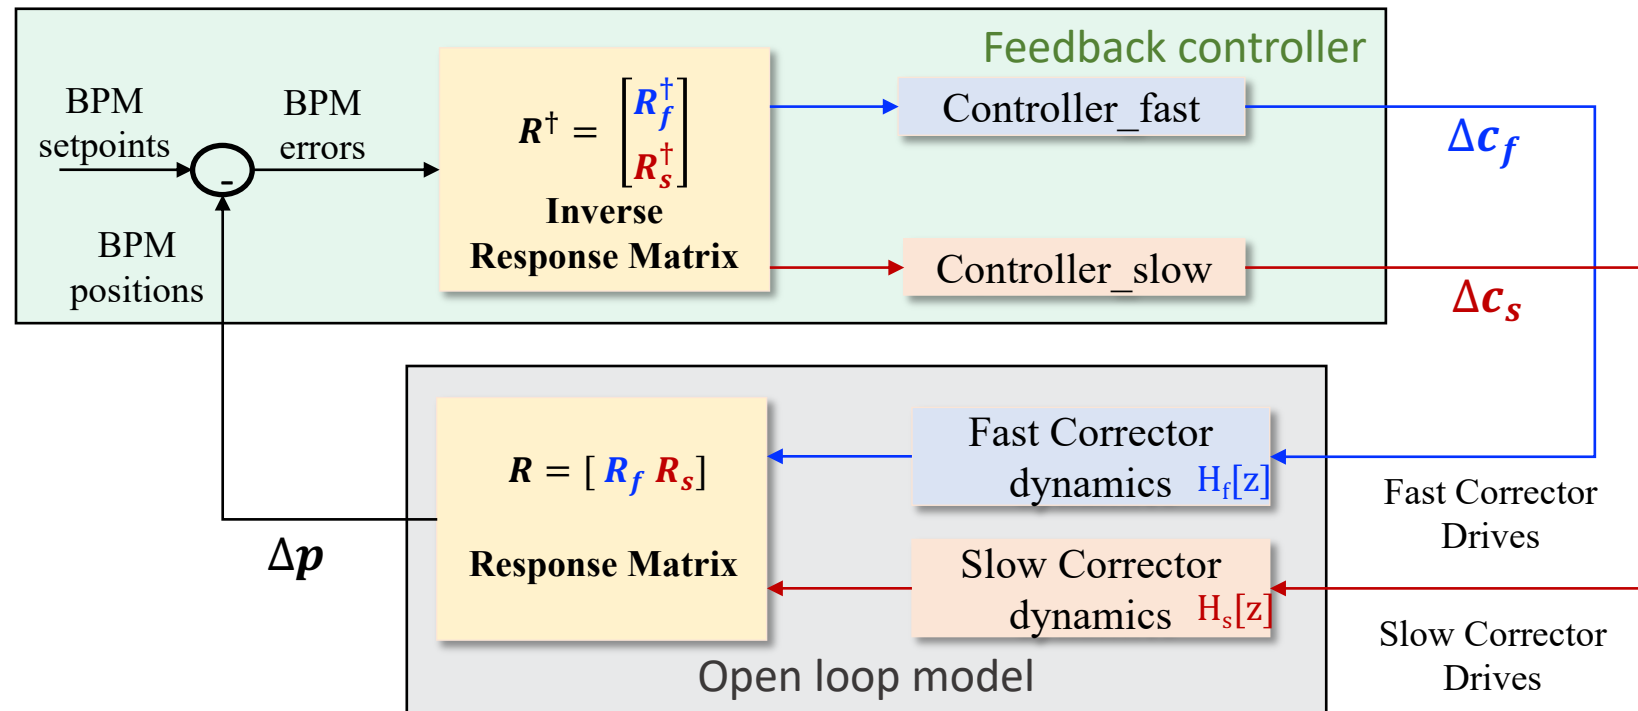 Feedback controller
BPM
setpoints
BPM
errors
-
BPM
positions
R† = [R_f† R_s†]
Inverse
Response Matrix
Controller_fast
Controller_slow
Δc_f
Δc_s
R = [ R_f R_s]
Response Matrix
Fast Corrector
dynamics H_f[z]
Slow Corrector
dynamics H_s[z]
Fast Corrector
Drives
Slow Corrector
Drives
Δp
Open loop model